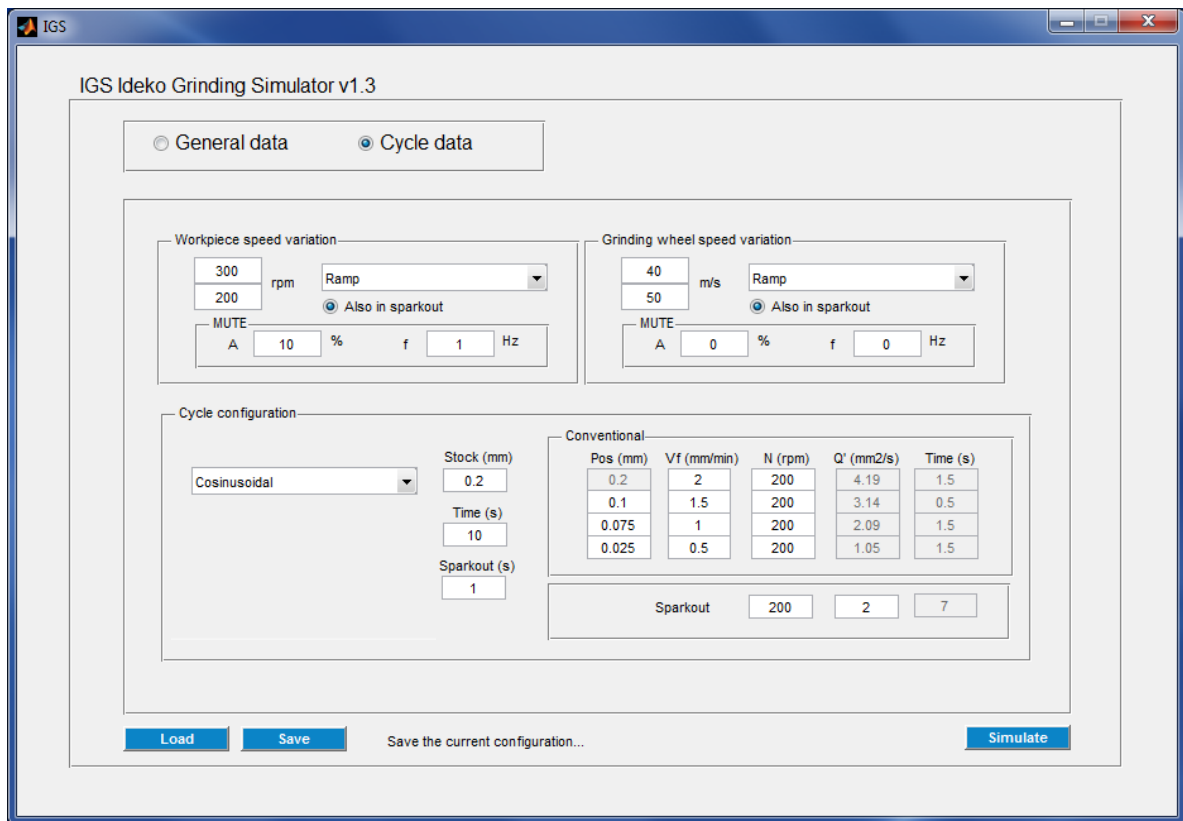 IGS
IGS Ideko Grinding Simulator v1.3
General data Cycle data
Workpiece speed variation
300
200
rpm
Ramp
Also in sparkout
MUTE
A 10 % f 1 Hz
Grinding wheel speed variation
40
50
m/s
Ramp
Also in sparkout
MUTE
A 0 % f 0 Hz
Cycle configuration
Cosinusoidal
Stock (mm)
0.2
Time (s)
10
Sparkout (s)
1
Conventional
Pos (mm) Vf (mm/min) N (rpm) Q' (mm2/s) Time (s)
0.2 2 200 4.19 1.5
0.1 1.5 200 3.14 0.5
0.075 1 200 2.09 1.5
0.025 0.5 200 1.05 1.5
Sparkout 200 2 7
Load Save Save the current configuration... Simulate